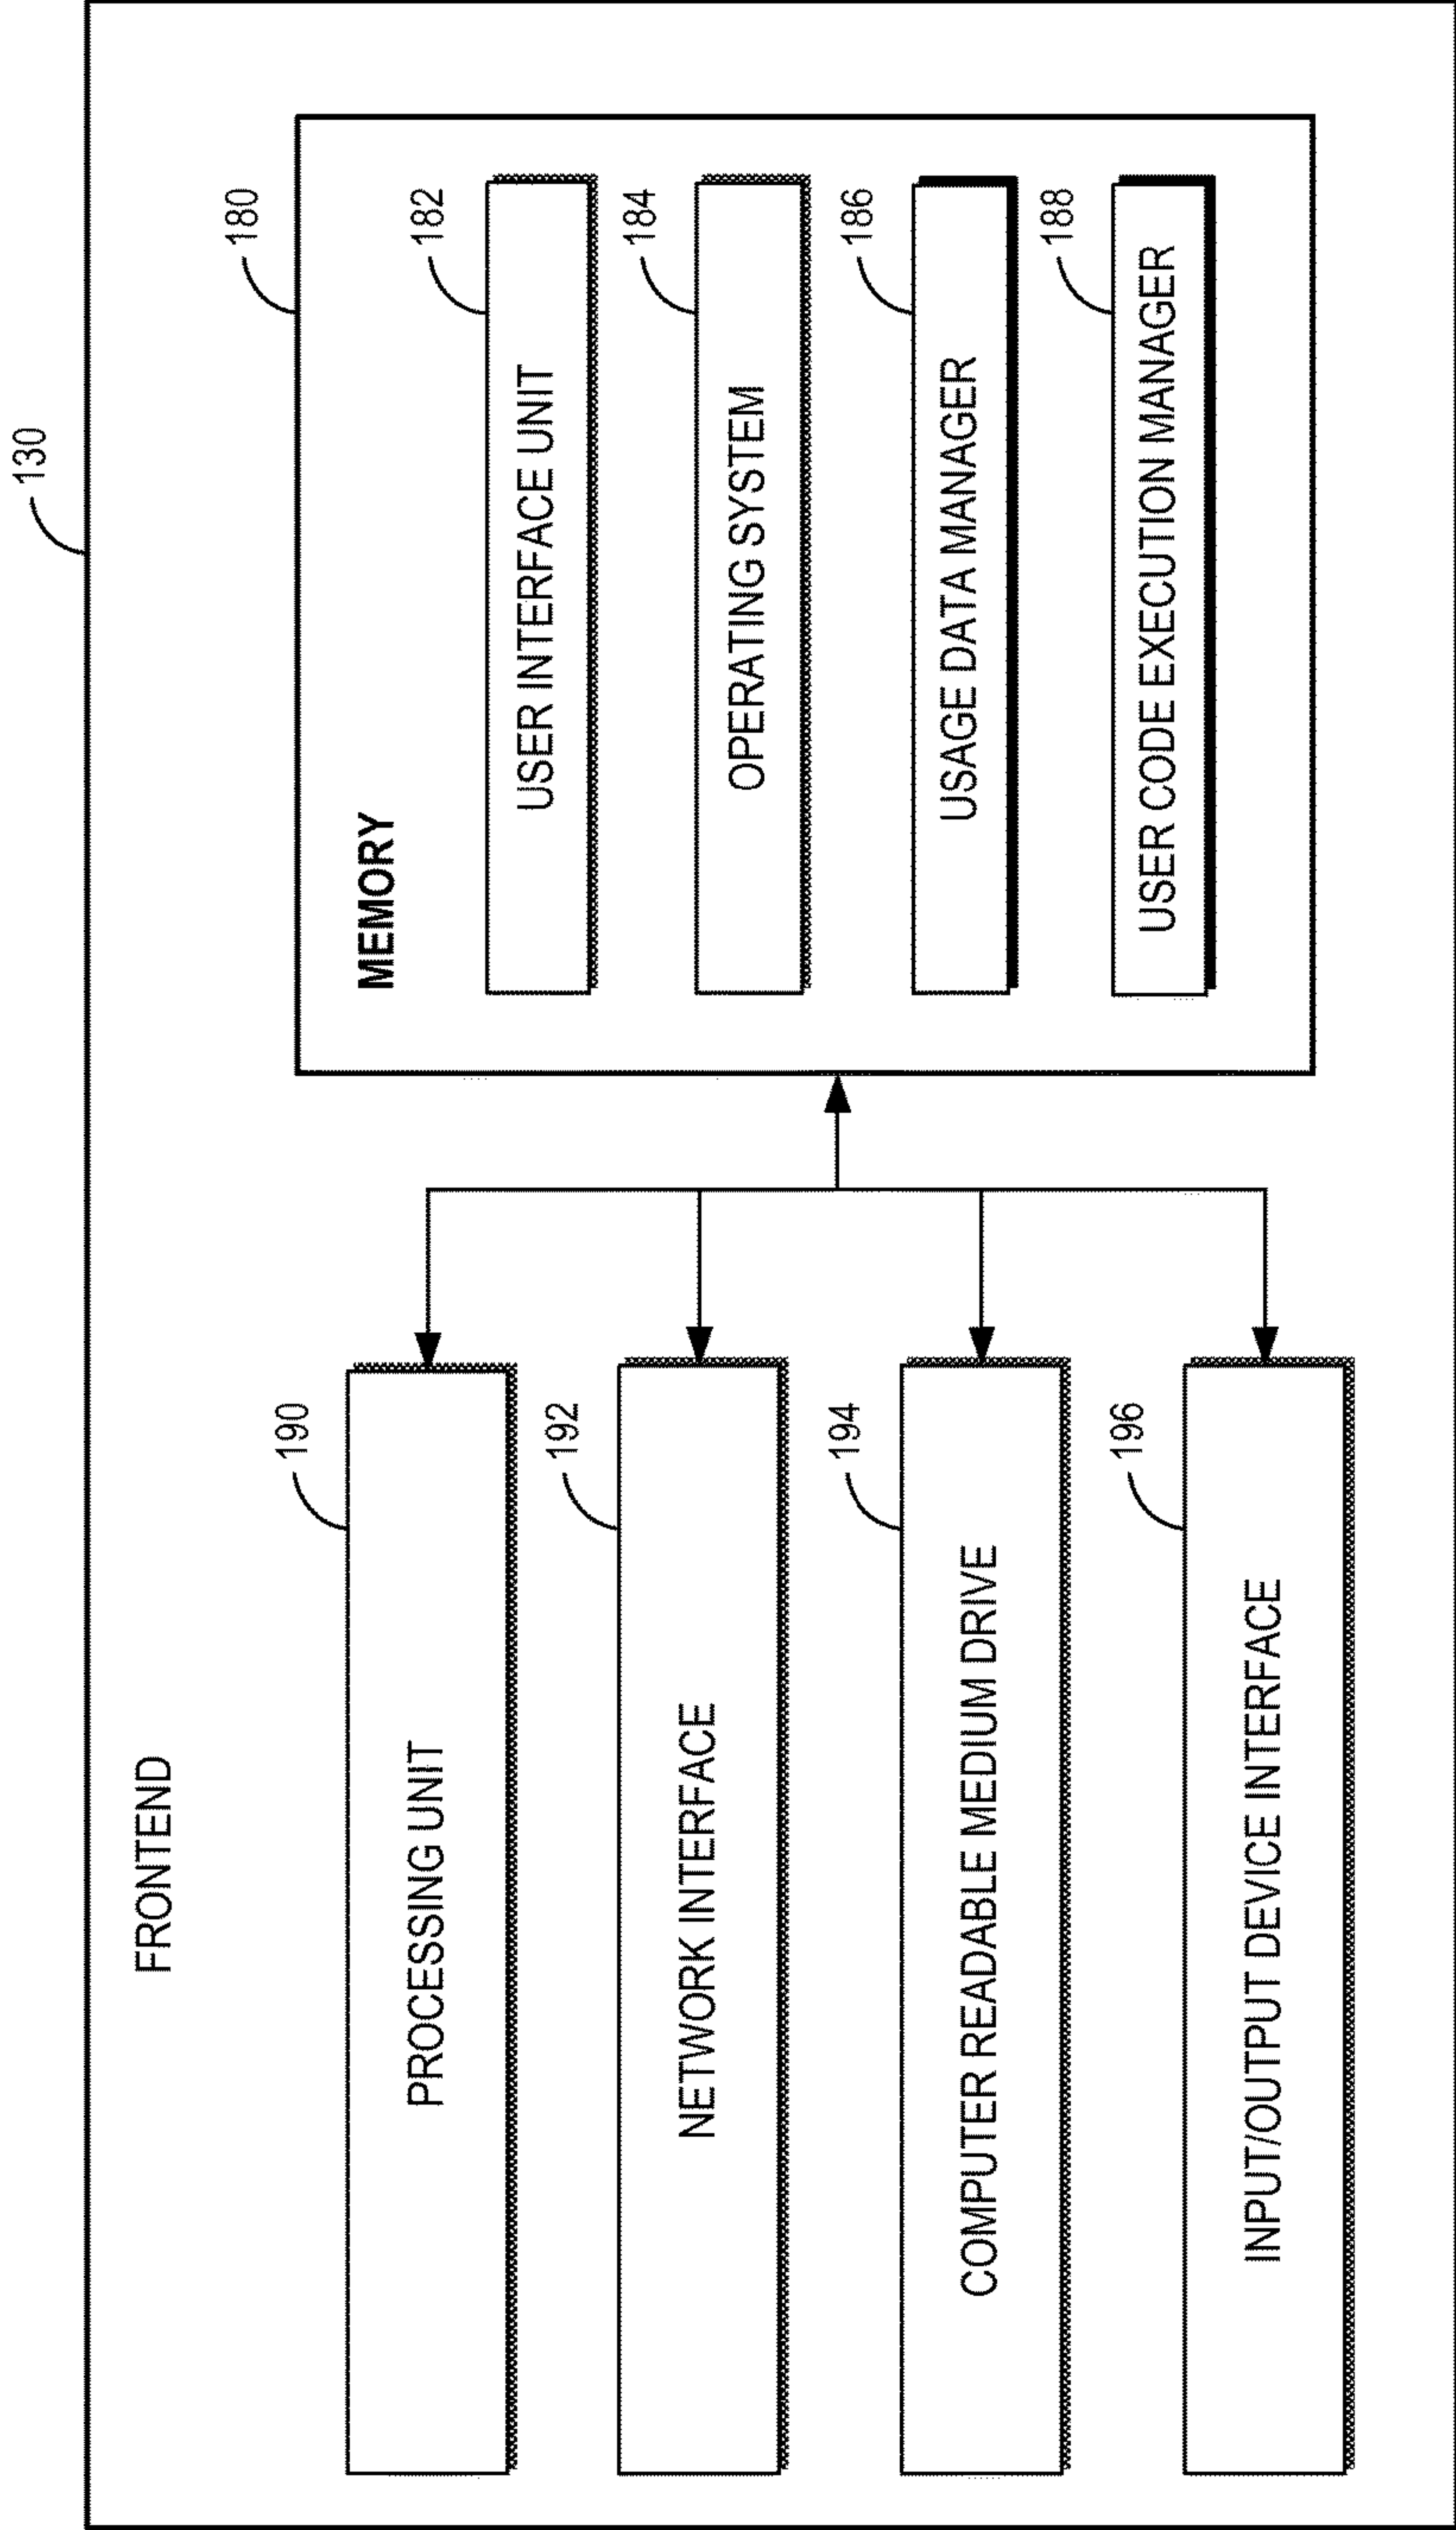 130
FRONTEND
190
PROCESSING UNIT
192
NETWORK INTERFACE
194
COMPUTER READABLE MEDIUM DRIVE
196
INPUT/OUTPUT DEVICE INTERFACE
180
MEMORY
182
USER INTERFACE UNIT
184
OPERATING SYSTEM
186
USAGE DATA MANAGER
188
USER CODE EXECUTION MANAGER